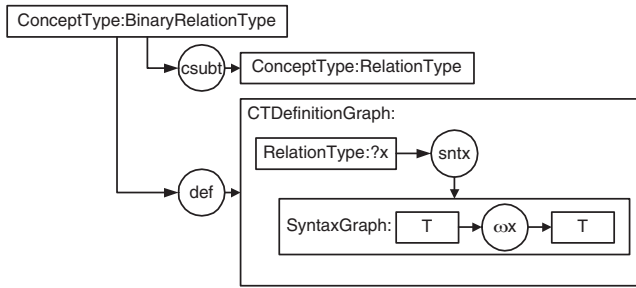 ConceptType:BinaryRelationType
csubt
ConceptType:RelationType
CTDefinitionGraph:
RelationType:?x
sntx
def
SyntaxGraph:
T
ωx
T